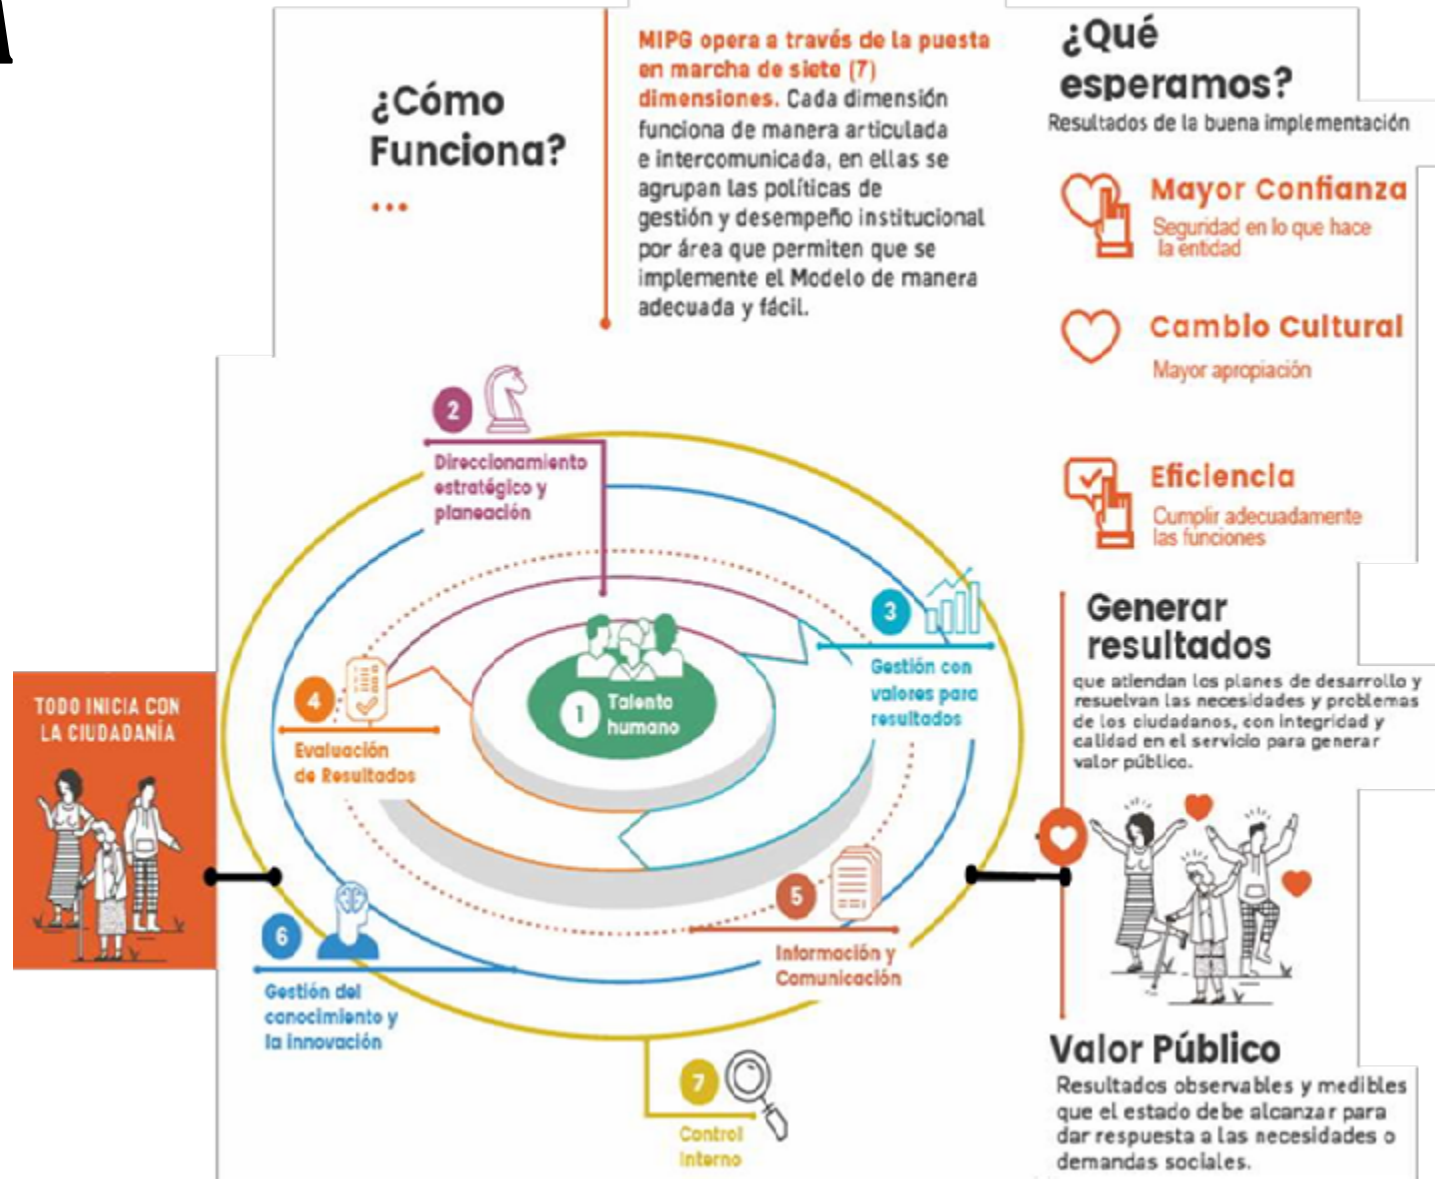 ¿Cómo
Funciona?
...
MIPG opera a través de la puesta
en marcha de siete (7)
dimensiones. Cada dimensión
funciona de manera articulada
e intercomunicada, en ellas se
agrupan las políticas de
gestión y desempeño institucional
por área que permiten que se
implemente el Modelo de manera
adecuada y fácil.
¿Qué
esperamos?
Resultados de la buena implementación
Mayor Confianza
Seguridad en lo que hace
la entidad
Cambio Cultural
Mayor apropiación
Eficiencia
Cumplir adecuadamente
las funciones
Generar
resultados
que atiendan los planes de desarrollo y
resuelvan las necesidades y problemas
de los ciudadanos, con integridad y
calidad en el servicio para generar
valor público.
Valor Público
Resultados observables y medibles
que el estado debe alcanzar para
dar respuesta a las necesidades o
demandas sociales.
TODO INICIA CON
LA CIUDADANÍA
2
Direccionamiento
estratégico y
planeación
3
Gestión con
valores para
resultados
1
Talento
humano
4
Evaluación
de Resultados
5
Información y
Comunicación
6
Gestión del
conocimiento y
la innovación
7
Control
Interno